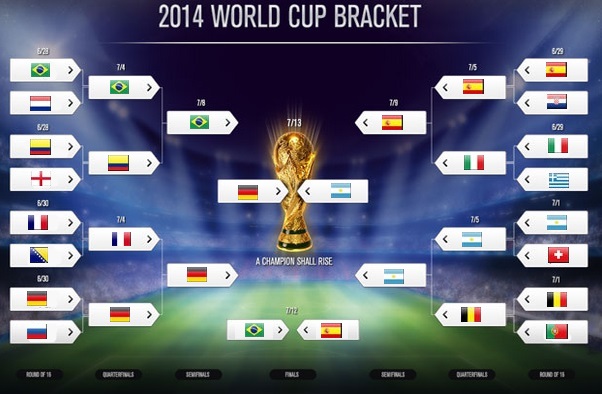 2014 WORLD CUP BRACKET
6/28
7/4
7/8
7/13
7/9
7/5
6/29
6/28
6/29
6/30
7/4
7/5
7/1
A CHAMPION SHALL RISE
6/30
7/12
7/1
ROUND OF 16
QUARTERFINALS
SEMIFINALS
FINALS
SEMIFINALS
QUARTERFINALS
ROUND OF 16